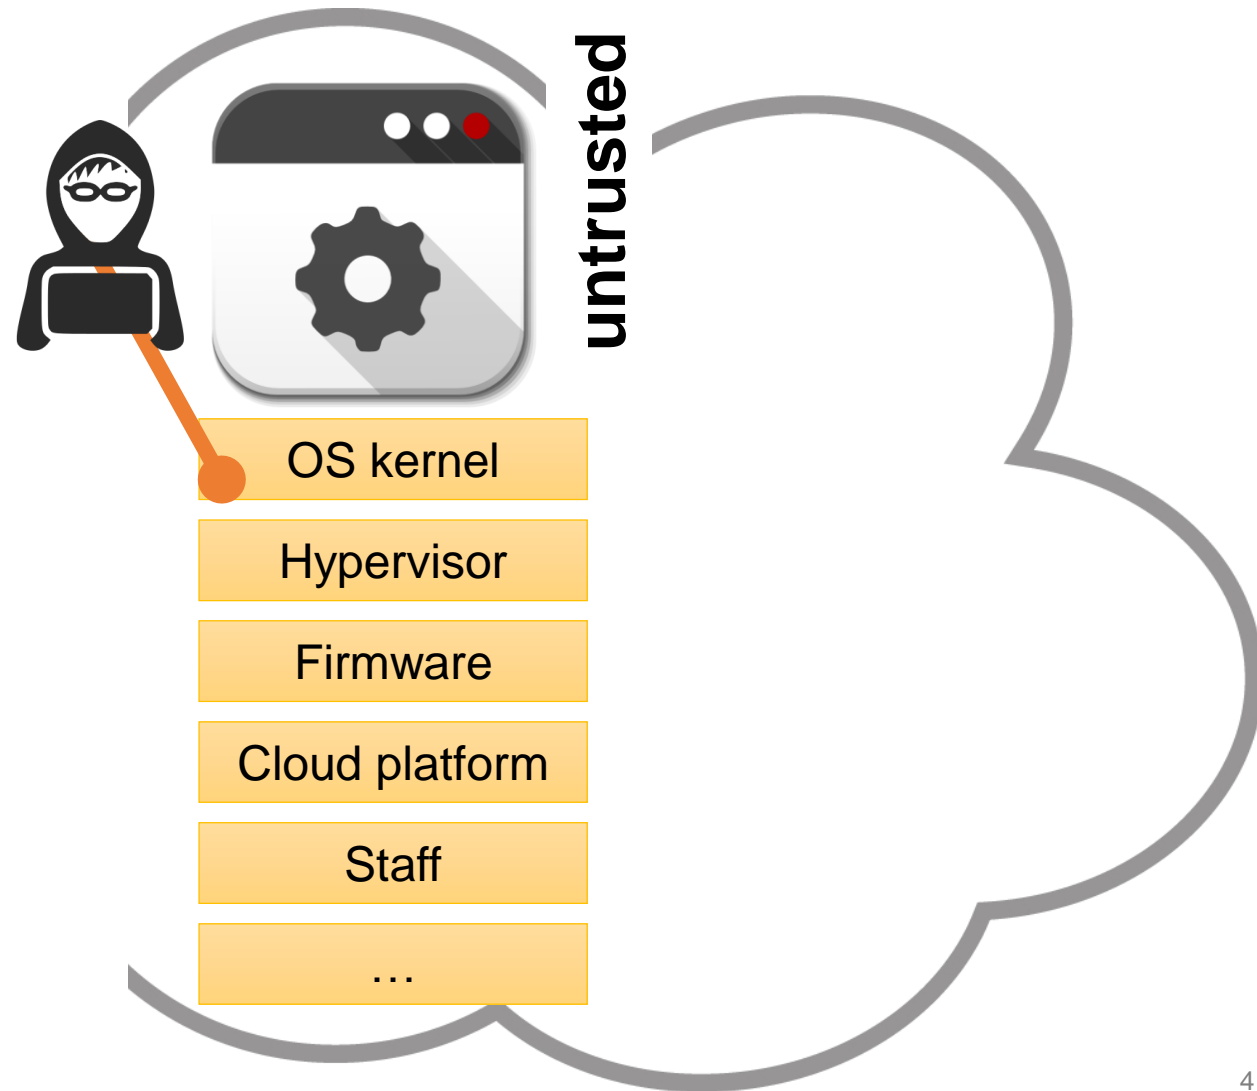 untrusted
OS kernel
Hypervisor
Firmware
Cloud platform
Staff
…
4